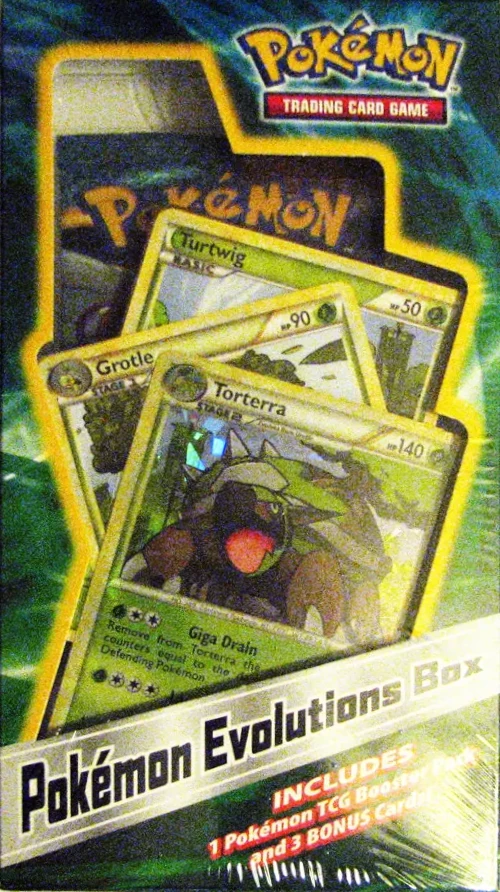 POKéMON
TRADING CARD GAME
POKéMON
Turtwig
BASIC
HP 50
Grotle
STAGE 1
HP 90
Torterra
STAGE 2
HP 140
Giga Drain
Remove from Torterra the
counters equal to the
Defending Pokémon.
Pokémon Evolutions Box
INCLUDES
1 Pokémon TCG Booster Pack
and 3 BONUS Cards!